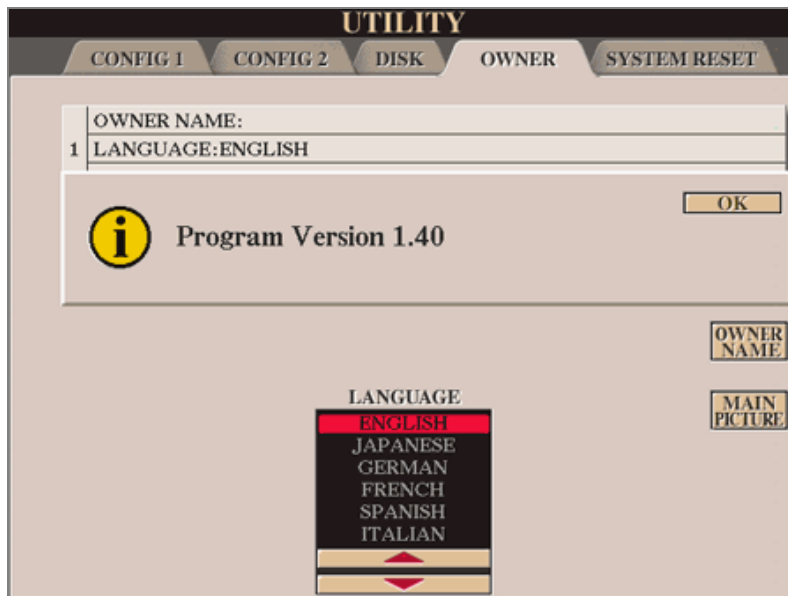 UTILITY
CONFIG 1 CONFIG 2 DISK OWNER SYSTEM RESET
OWNER NAME:
1 LANGUAGE:ENGLISH
OK
i Program Version 1.40
OWNER
NAME
LANGUAGE
MAIN
PICTURE
ENGLISH
JAPANESE
GERMAN
FRENCH
SPANISH
ITALIAN